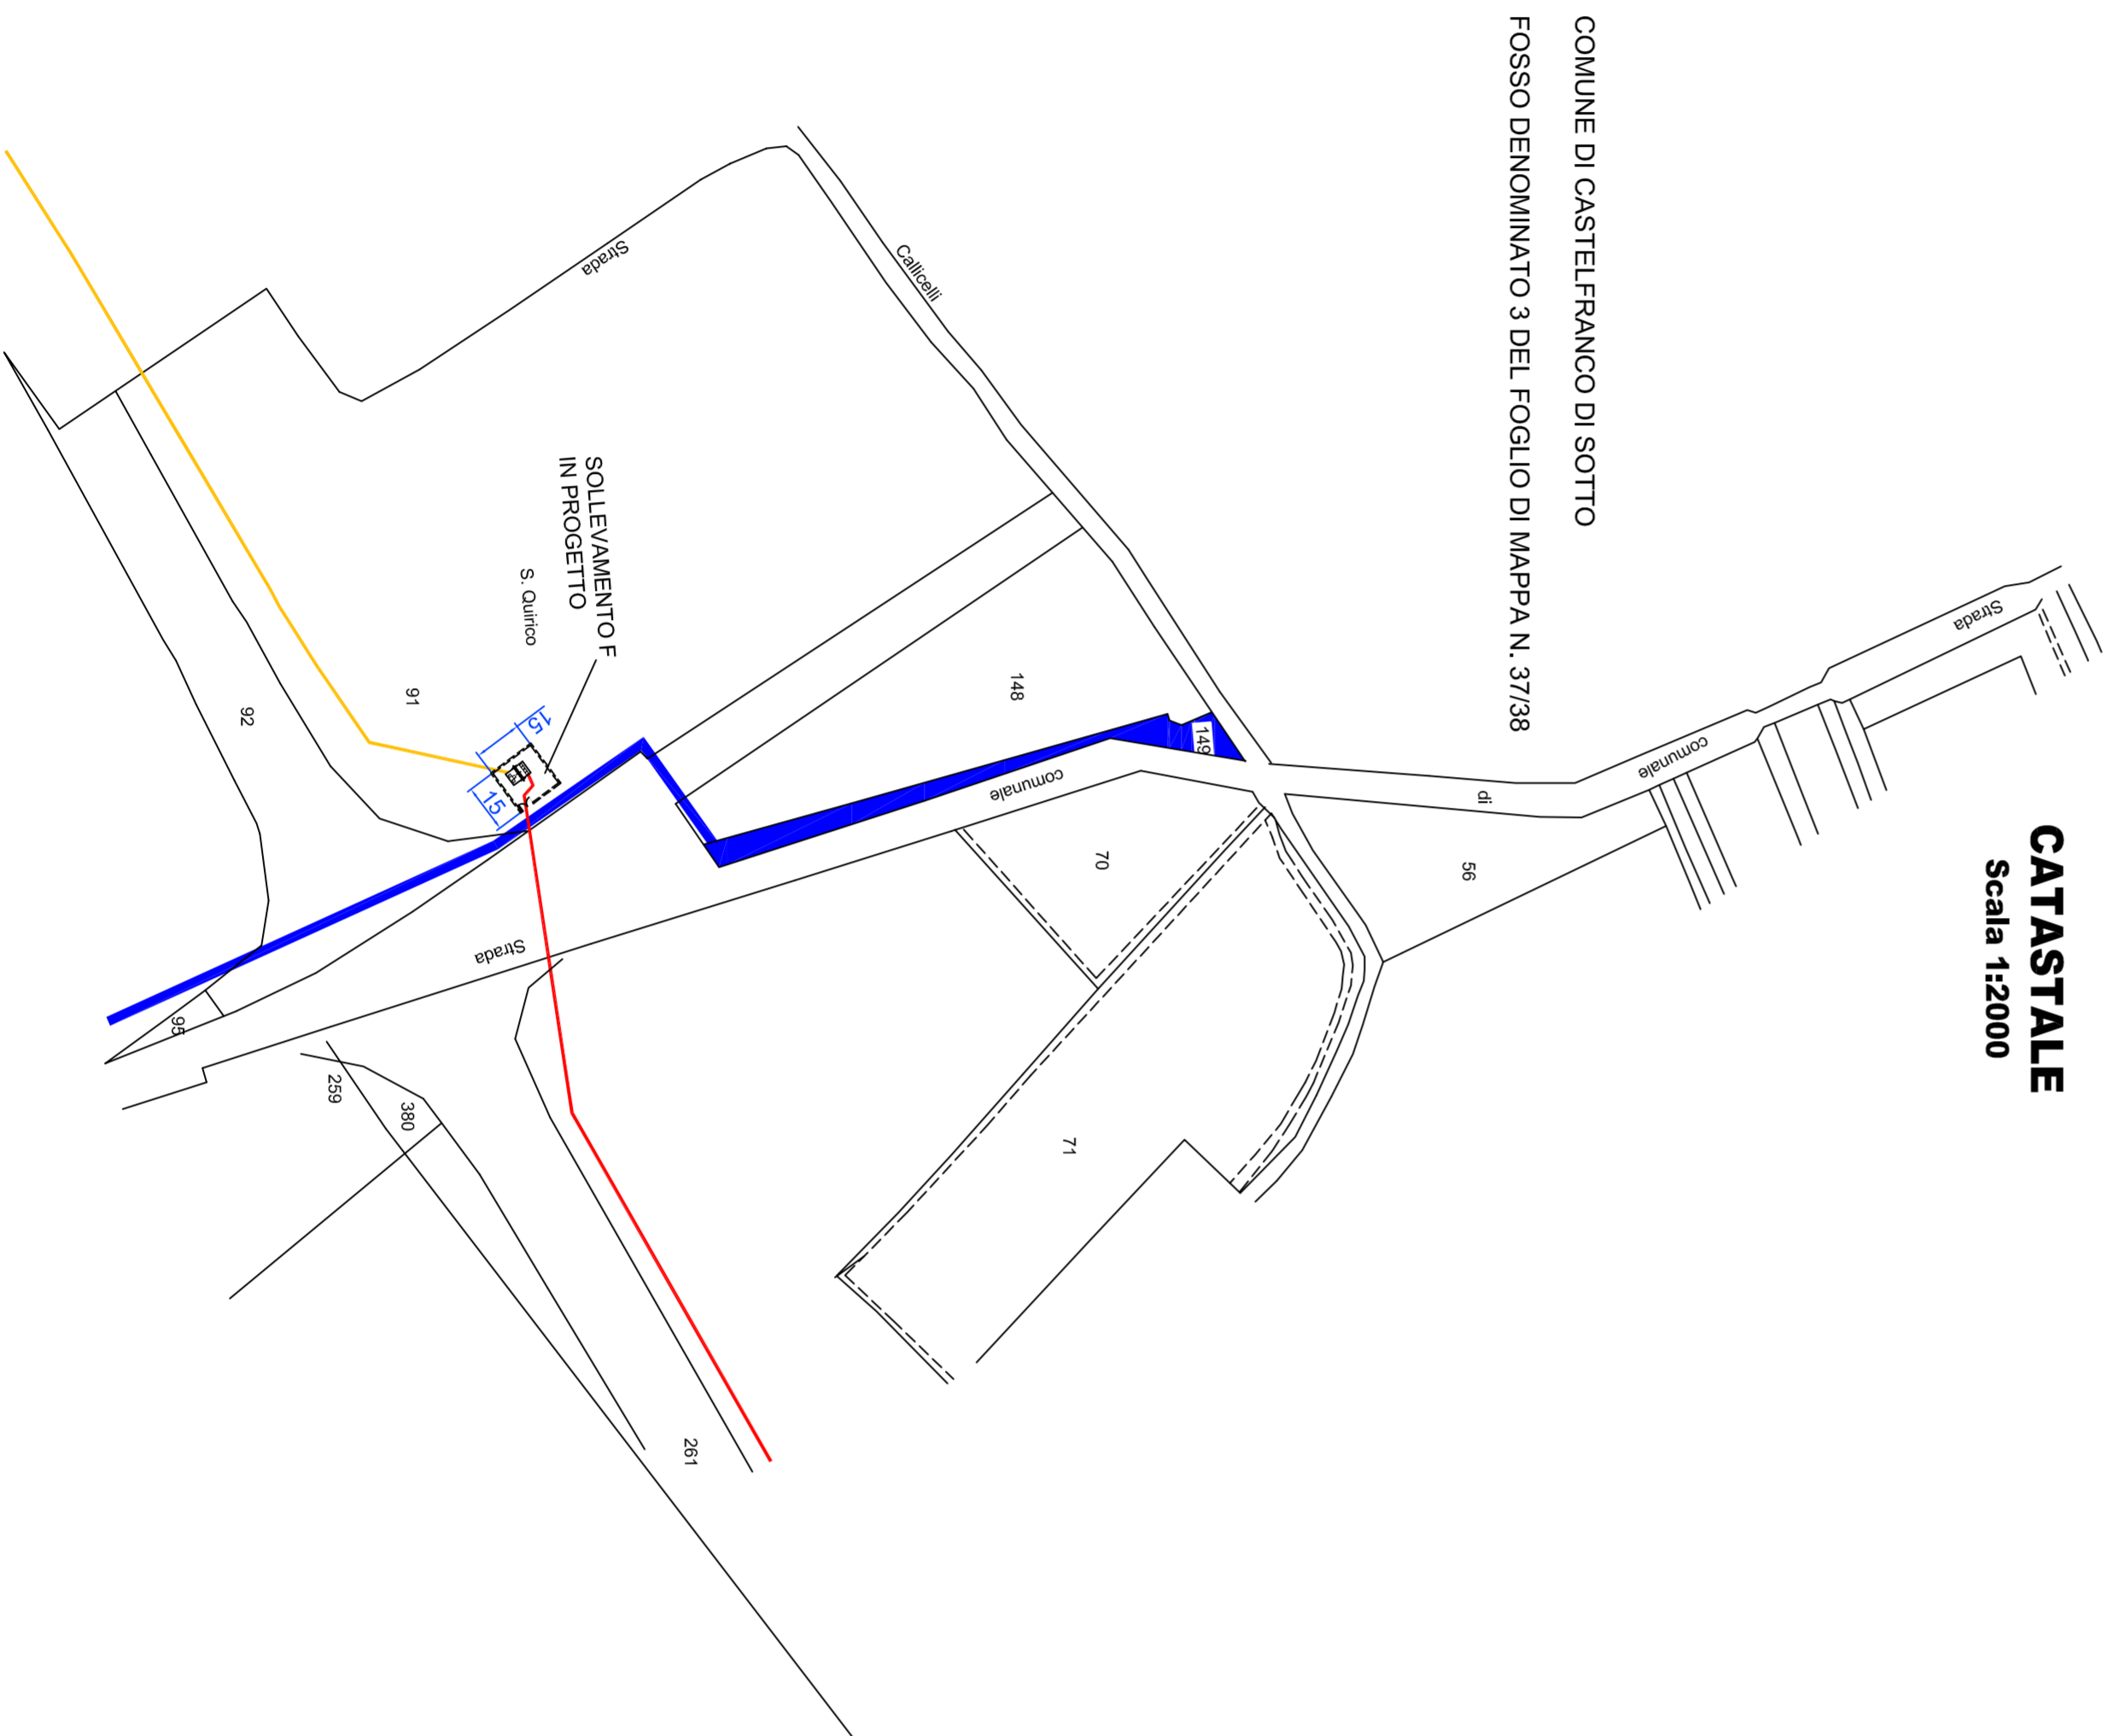 CATASTALE
Scala 1:2000
COMUNE DI CASTELFRANCO DI SOTTO
FOSSO DENOMINATO 3 DEL FOGLIO DI MAPPA N. 37/38
Strada
comunale
di
56
Callicelli
149
148
comunale
70
71
Strada
SOLLEVAMENTO F
IN PROGETTO
S. Quirico
15
15
91
92
Strada
95
259
380
261